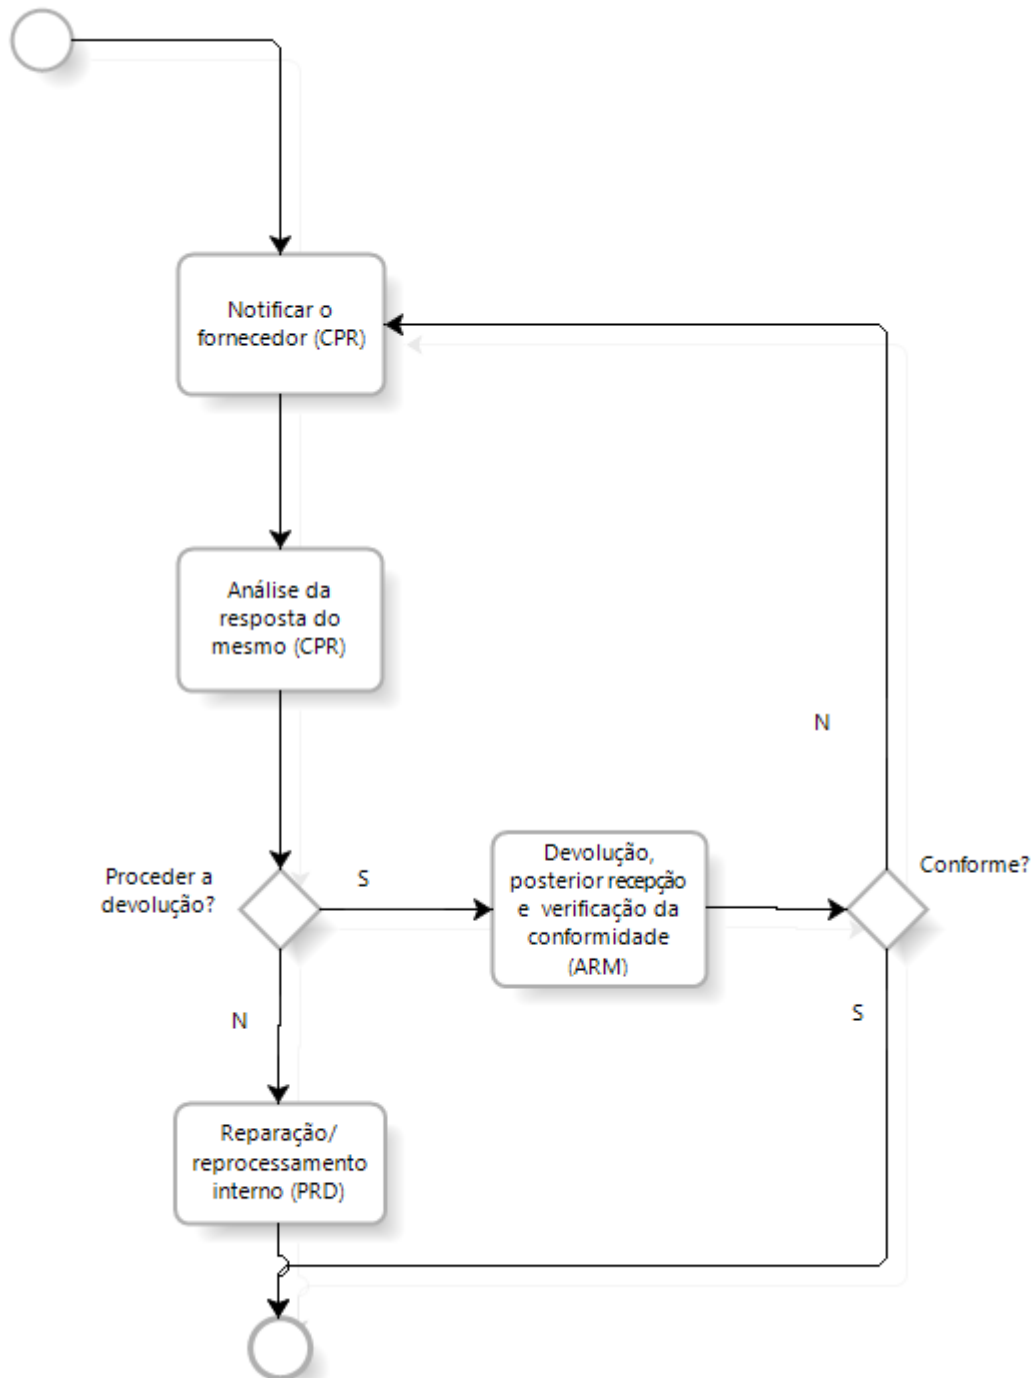 Notificar o
fornecedor (CPR)
Análise da
resposta do
mesmo (CPR)
N
Proceder a
devolução?
S
Devolução,
posterior recepção
e verificação da
conformidade
(ARM)
Conforme?
N
S
Reparação/
reprocessamento
interno (PRD)